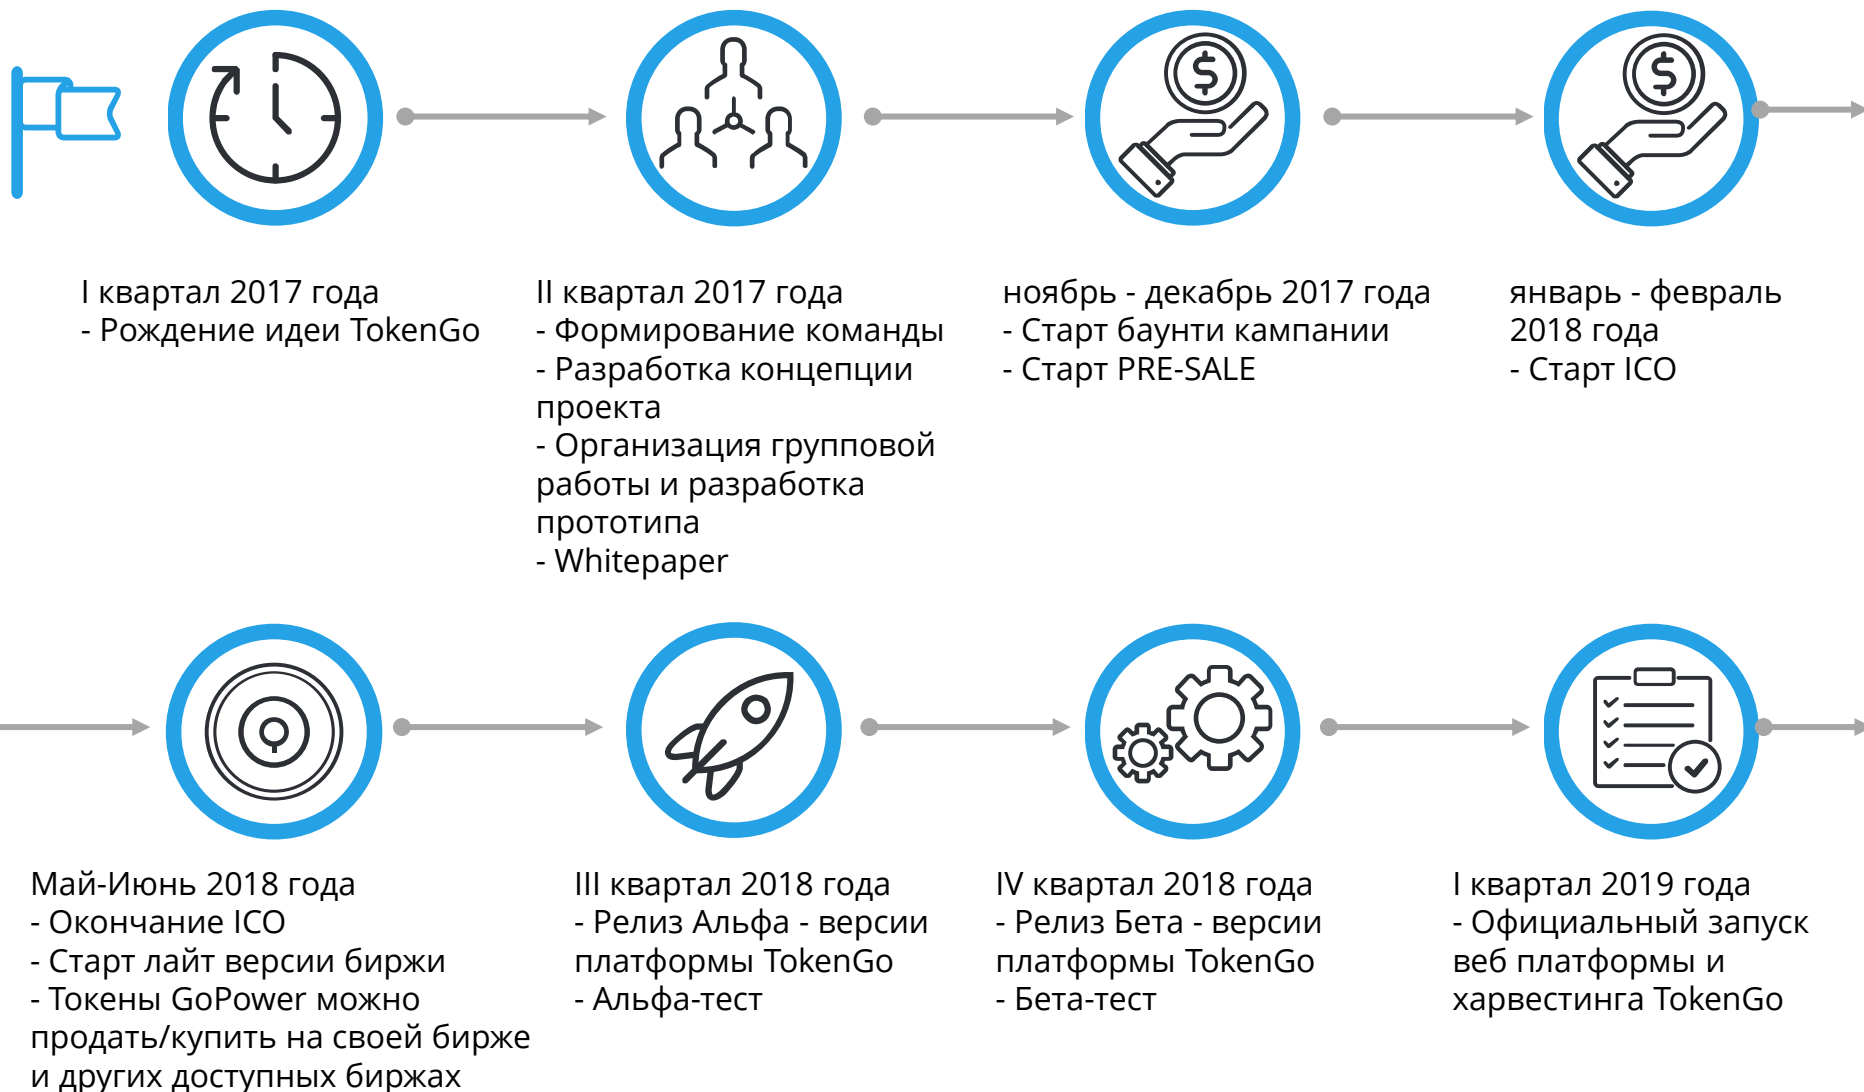 I квартал 2017 года
- Рождение идеи TokenGo
II квартал 2017 года
- Формирование команды
- Разработка концепции
проекта
- Организация групповой
работы и разработка
прототипа
- Whitepaper
ноябрь - декабрь 2017 года
- Старт баунти кампании
- Старт PRE-SALE
январь - февраль
2018 года
- Старт ICO
Май-Июнь 2018 года
- Окончание ICO
- Старт лайт версии биржи
- Токены GoPower можно
продать/купить на своей бирже
и других доступных биржах
III квартал 2018 года
- Релиз Альфа - версии
платформы TokenGo
- Альфа-тест
IV квартал 2018 года
- Релиз Бета - версии
платформы TokenGo
- Бета-тест
I квартал 2019 года
- Официальный запуск
веб платформы и
харвестинга TokenGo